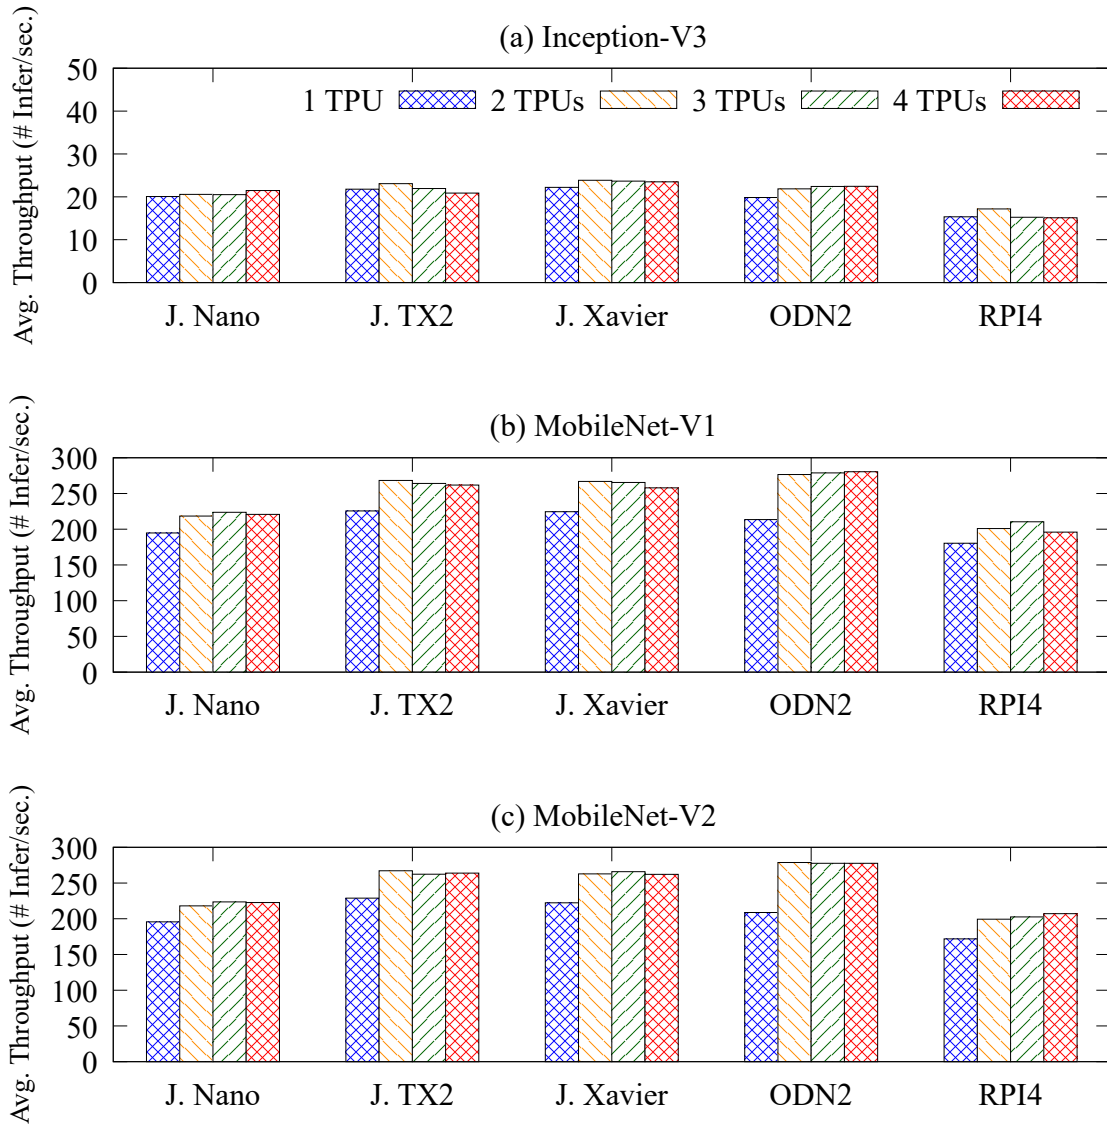 (a) Inception-V3
Avg. Throughput (# Infer/sec.)
50
40
30
20
10
0
1 TPU 2 TPUs 3 TPUs 4 TPUs
J. Nano J. TX2 J. Xavier ODN2 RPI4
(b) MobileNet-V1
Avg. Throughput (# Infer/sec.)
300
250
200
150
100
50
0
J. Nano J. TX2 J. Xavier ODN2 RPI4
(c) MobileNet-V2
Avg. Throughput (# Infer/sec.)
300
250
200
150
100
50
0
J. Nano J. TX2 J. Xavier ODN2 RPI4